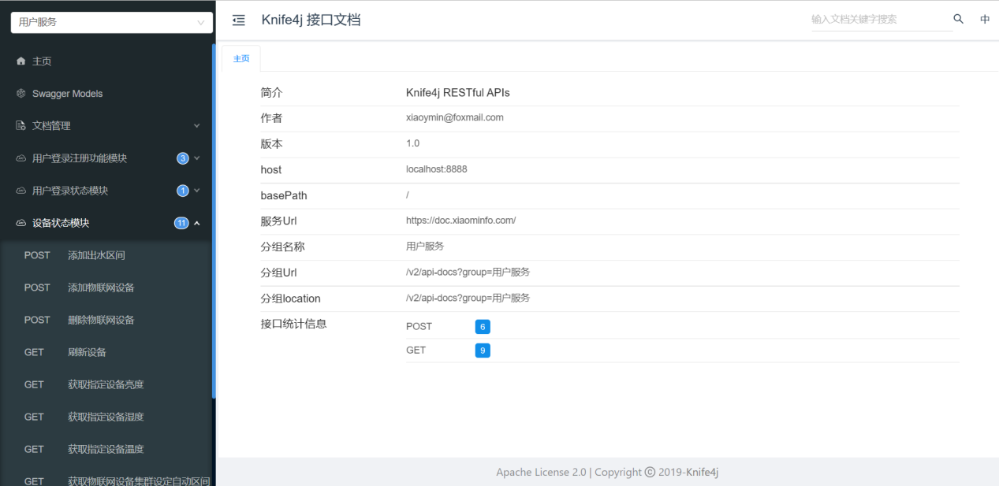 用户服务
主页
Swagger Models
文档管理
用户登录注册功能模块 3
用户登录状态模块 1
设备状态模块 11
POST 添加出水区间
POST 添加物联网设备
POST 删除物联网设备
GET 刷新设备
GET 获取指定设备亮度
GET 获取指定设备湿度
GET 获取指定设备温度
GET 获取物联网设备集群设定自动区间
Knife4j 接口文档
输入文档关键字搜索
中
主页
简介 Knife4j RESTful APIs
作者 xiaoymin@foxmail.com
版本 1.0
host localhost:8888
basePath /
服务Url https://doc.xiaominfo.com/
分组名称 用户服务
分组Url /v2/api-docs?group=用户服务
分组location /v2/api-docs?group=用户服务
接口统计信息 POST 6
GET 9
Apache License 2.0 | Copyright © 2019-Knife4j